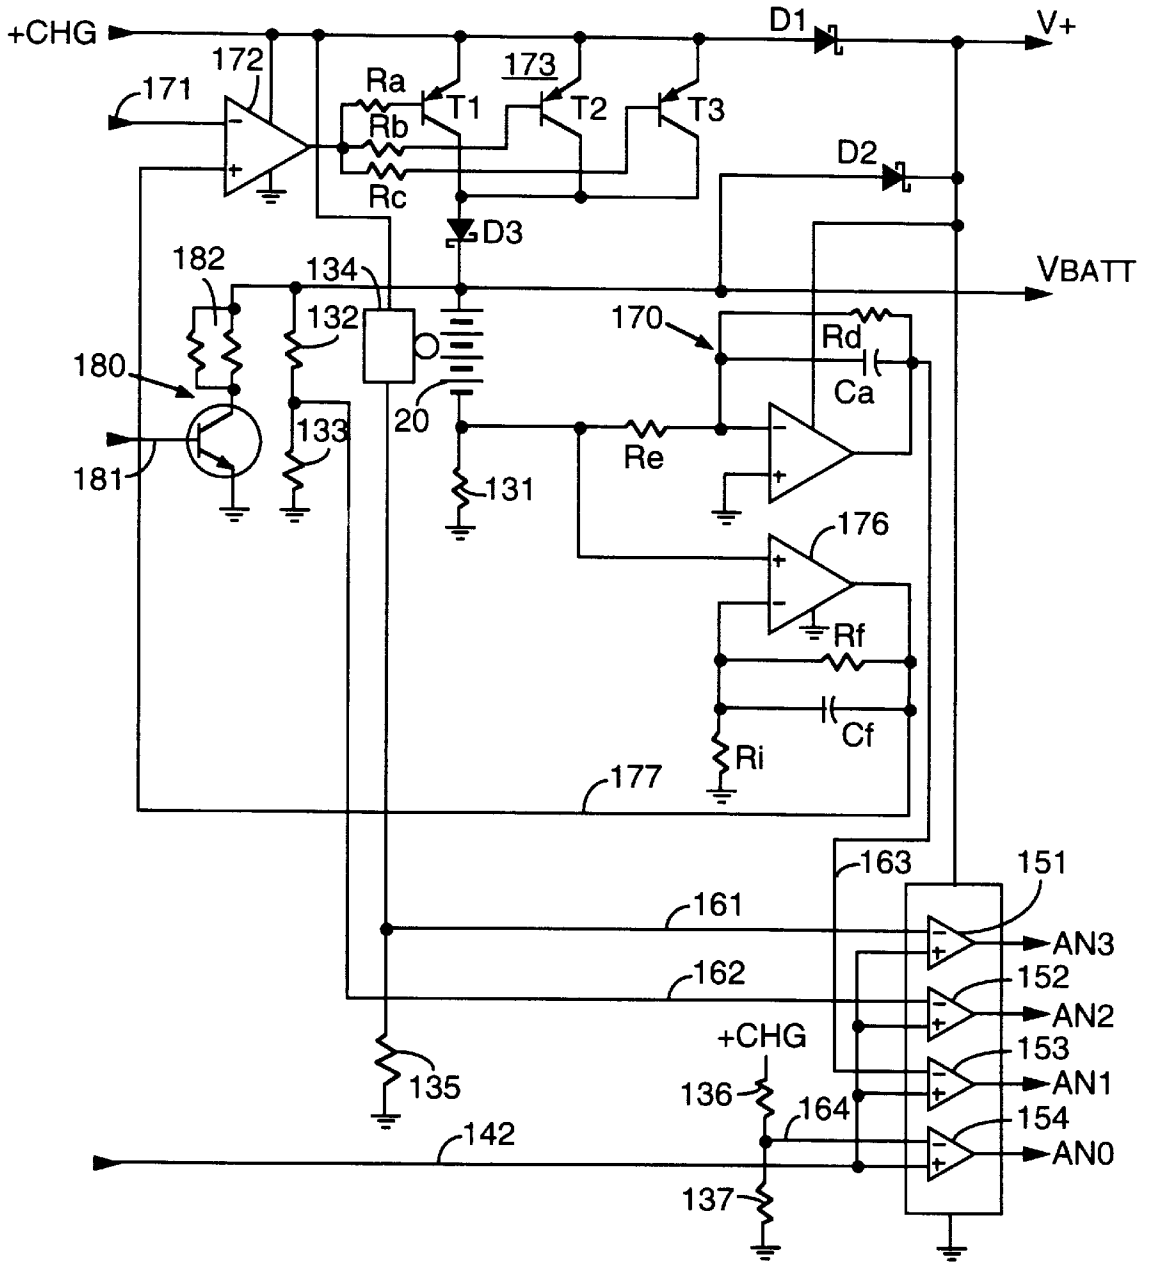 +CHG
D1
V+
172
171
Ra
173
T1
T2
T3
Rb
Rc
D2
−
+
D3
182
134
VBATT
132
170
Rd
Ca
180
20
133
181
Re
131
−
+
176
+
−
Rf
Cf
Ri
177
163
151
161
AN3
−
+
162
152
AN2
−
+
+CHG
153
AN1
−
+
135
136
164
154
AN0
−
+
142
137